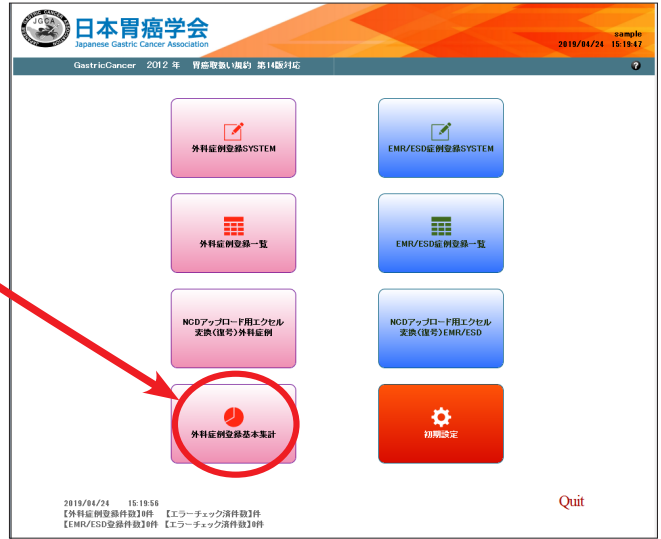 JGCA
日本胃癌学会
Japanese Gastric Cancer Association
sample
2019/04/24 15:19:47
GastricCancer 2012 年 胃癌取扱い規約 第14版対応
?
外科症例登録SYSTEM
EMR/ESD症例登録SYSTEM
外科症例登録一覧
EMR/ESD症例登録一覧
NCDアップロード用エクセル
変換(復号)外科症例
NCDアップロード用エクセル
変換(復号)EMR/ESD
外科症例登録基本集計
初期設定
2019/04/24 15:19:56
【外科症例登録件数】0件 【エラーチェック済件数】件
【EMR/ESD登録件数】0件 【エラーチェック済件数】0件
Quit